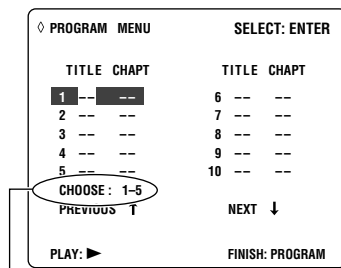 ◊ PROGRAM MENU SELECT: ENTER
TITLE CHAPT TITLE CHAPT
1 -- -- 6 -- --
2 -- -- 7 -- --
3 -- -- 8 -- --
4 -- -- 9 -- --
5 -- -- 10 -- --
CHOOSE : 1–5
PREVIOUS ↑ NEXT ↓
PLAY: ► FINISH: PROGRAM